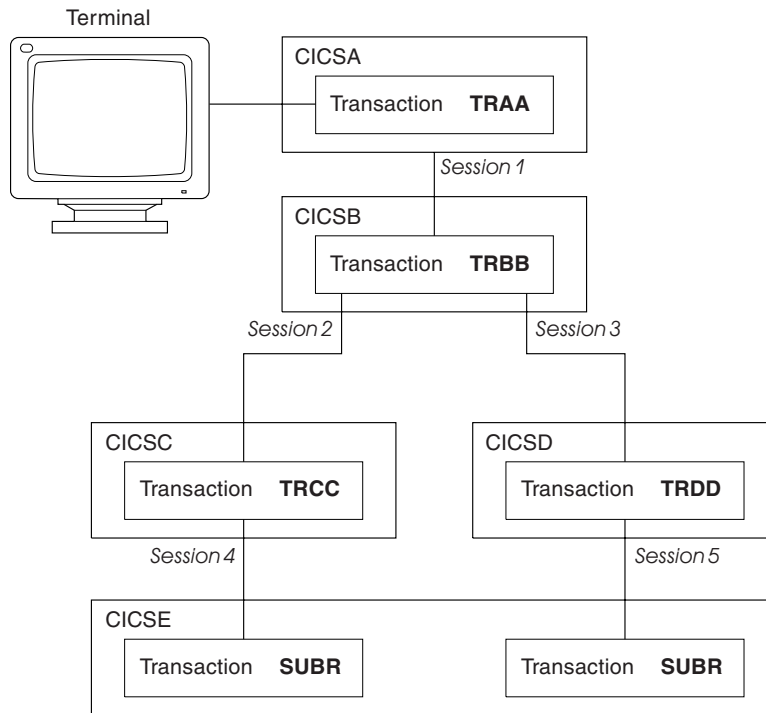 Terminal
CICSA
Transaction TRAA
Session 1
CICSB
Transaction TRBB
Session 2
Session 3
CICSC
Transaction TRCC
CICSD
Transaction TRDD
Session 4
Session 5
CICSE
Transaction SUBR
Transaction SUBR